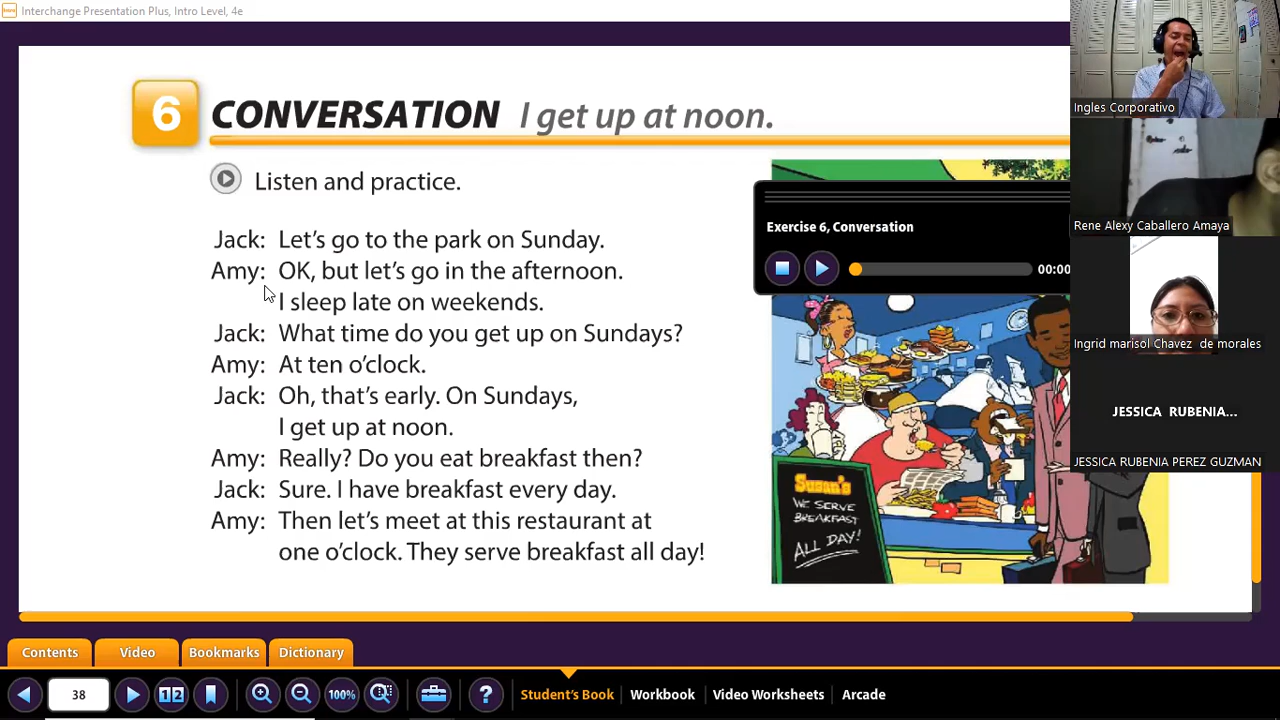 Interchange Presentation Plus, Intro Level, 4e
Ingles Corporativo
6 CONVERSATION I get up at noon.
Listen and practice.
Rene Alexy Caballero Amaya
Exercise 6, Conversation
00:00
Jack: Let's go to the park on Sunday.
Amy: OK, but let's go in the afternoon.
I sleep late on weekends.
Jack: What time do you get up on Sundays?
Amy: At ten o'clock.
Jack: Oh, that's early. On Sundays,
I get up at noon.
Amy: Really? Do you eat breakfast then?
Jack: Sure. I have breakfast every day.
Amy: Then let's meet at this restaurant at
one o'clock. They serve breakfast all day!
Ingrid marisol Chavez de morales
JESSICA RUBENIA...
JESSICA RUBENIA PEREZ GUZMAN
Susan's
WE SERVE
BREAKFAST
ALL DAY!
Contents Video Bookmarks Dictionary
38 12 100% Student's Book Workbook Video Worksheets Arcade